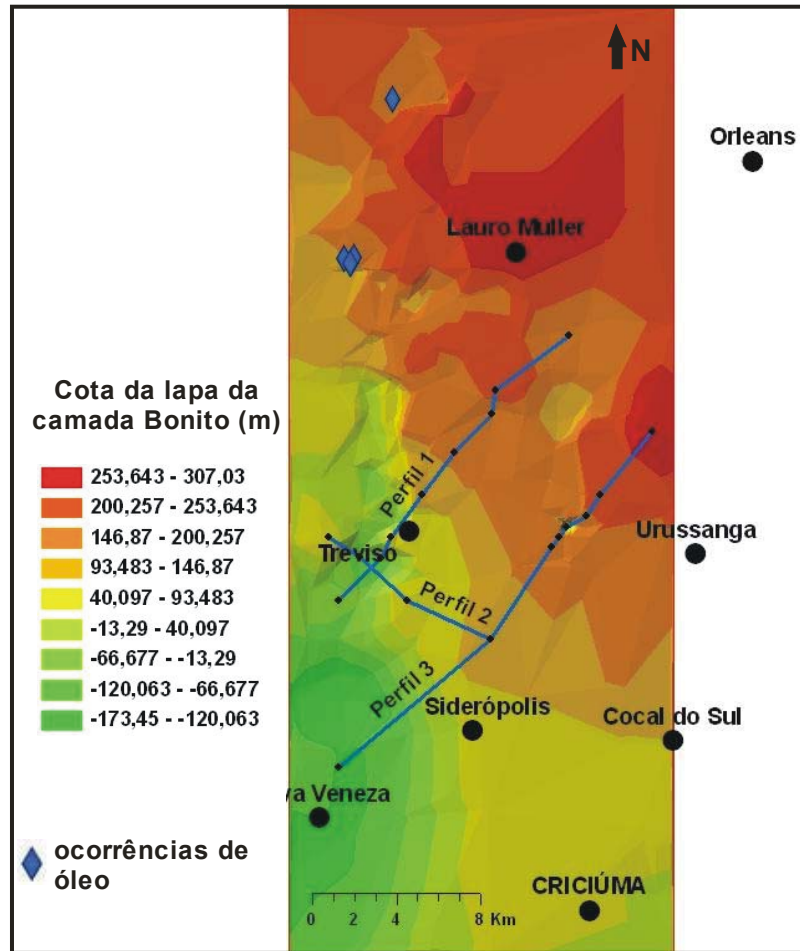 N
Orleans
Lauro Muller
Cota da lapa da
camada Bonito (m)
253,643 - 307,03
200,257 - 253,643
146,87 - 200,257
93,483 - 146,87
40,097 - 93,483
-13,29 - 40,097
-66,677 - -13,29
-120,063 - -66,677
-173,45 - -120,063
Perfil 1
Urussanga
Treviso
Perfil 2
Perfil 3
Siderópolis
Cocal do Sul
va Veneza
ocorrências de
óleo
CRICIÚMA
0 2 4 8 Km